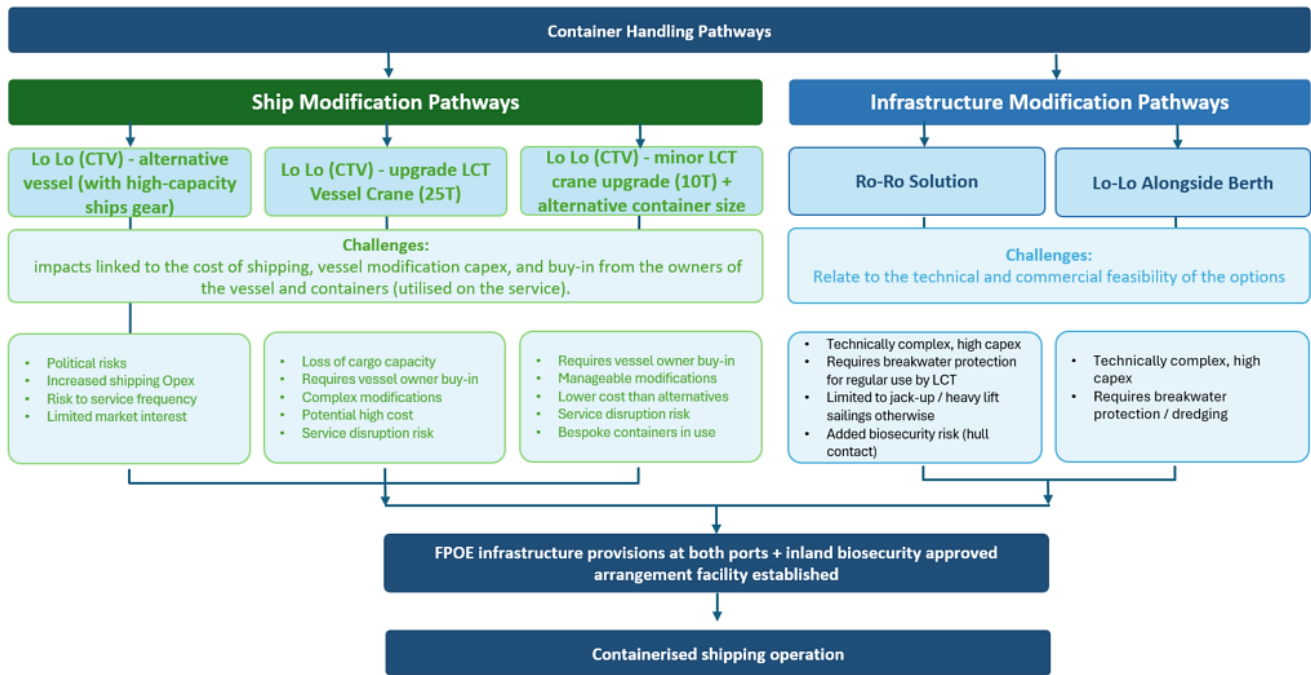 Container Handling Pathways
Ship Modification Pathways
Infrastructure Modification Pathways
Lo Lo (CTV) - alternative
vessel (with high-capacity
ships gear)
Lo Lo (CTV) - upgrade LCT
Vessel Crane (25T)
Lo Lo (CTV) - minor LCT
crane upgrade (10T) +
alternative container size
Ro-Ro Solution
Lo-Lo Alongside Berth
Challenges:
impacts linked to the cost of shipping, vessel modification capex, and buy-in from the owners of
the vessel and containers (utilised on the service).
Challenges:
Relate to the technical and commercial feasibility of the options
• Political risks
• Increased shipping Opex
• Risk to service frequency
• Limited market interest
• Loss of cargo capacity
• Requires vessel owner buy-in
• Complex modifications
• Potential high cost
• Service disruption risk
• Requires vessel owner buy-in
• Manageable modifications
• Lower cost than alternatives
• Service disruption risk
• Bespoke containers in use
• Technically complex, high capex
• Requires breakwater protection
for regular use by LCT
• Limited to jack-up / heavy lift
sailings otherwise
• Added biosecurity risk (hull
contact)
• Technically complex, high
capex
• Requires breakwater
protection / dredging
FPOE infrastructure provisions at both ports + inland biosecurity approved
arrangement facility established
Containerised shipping operation